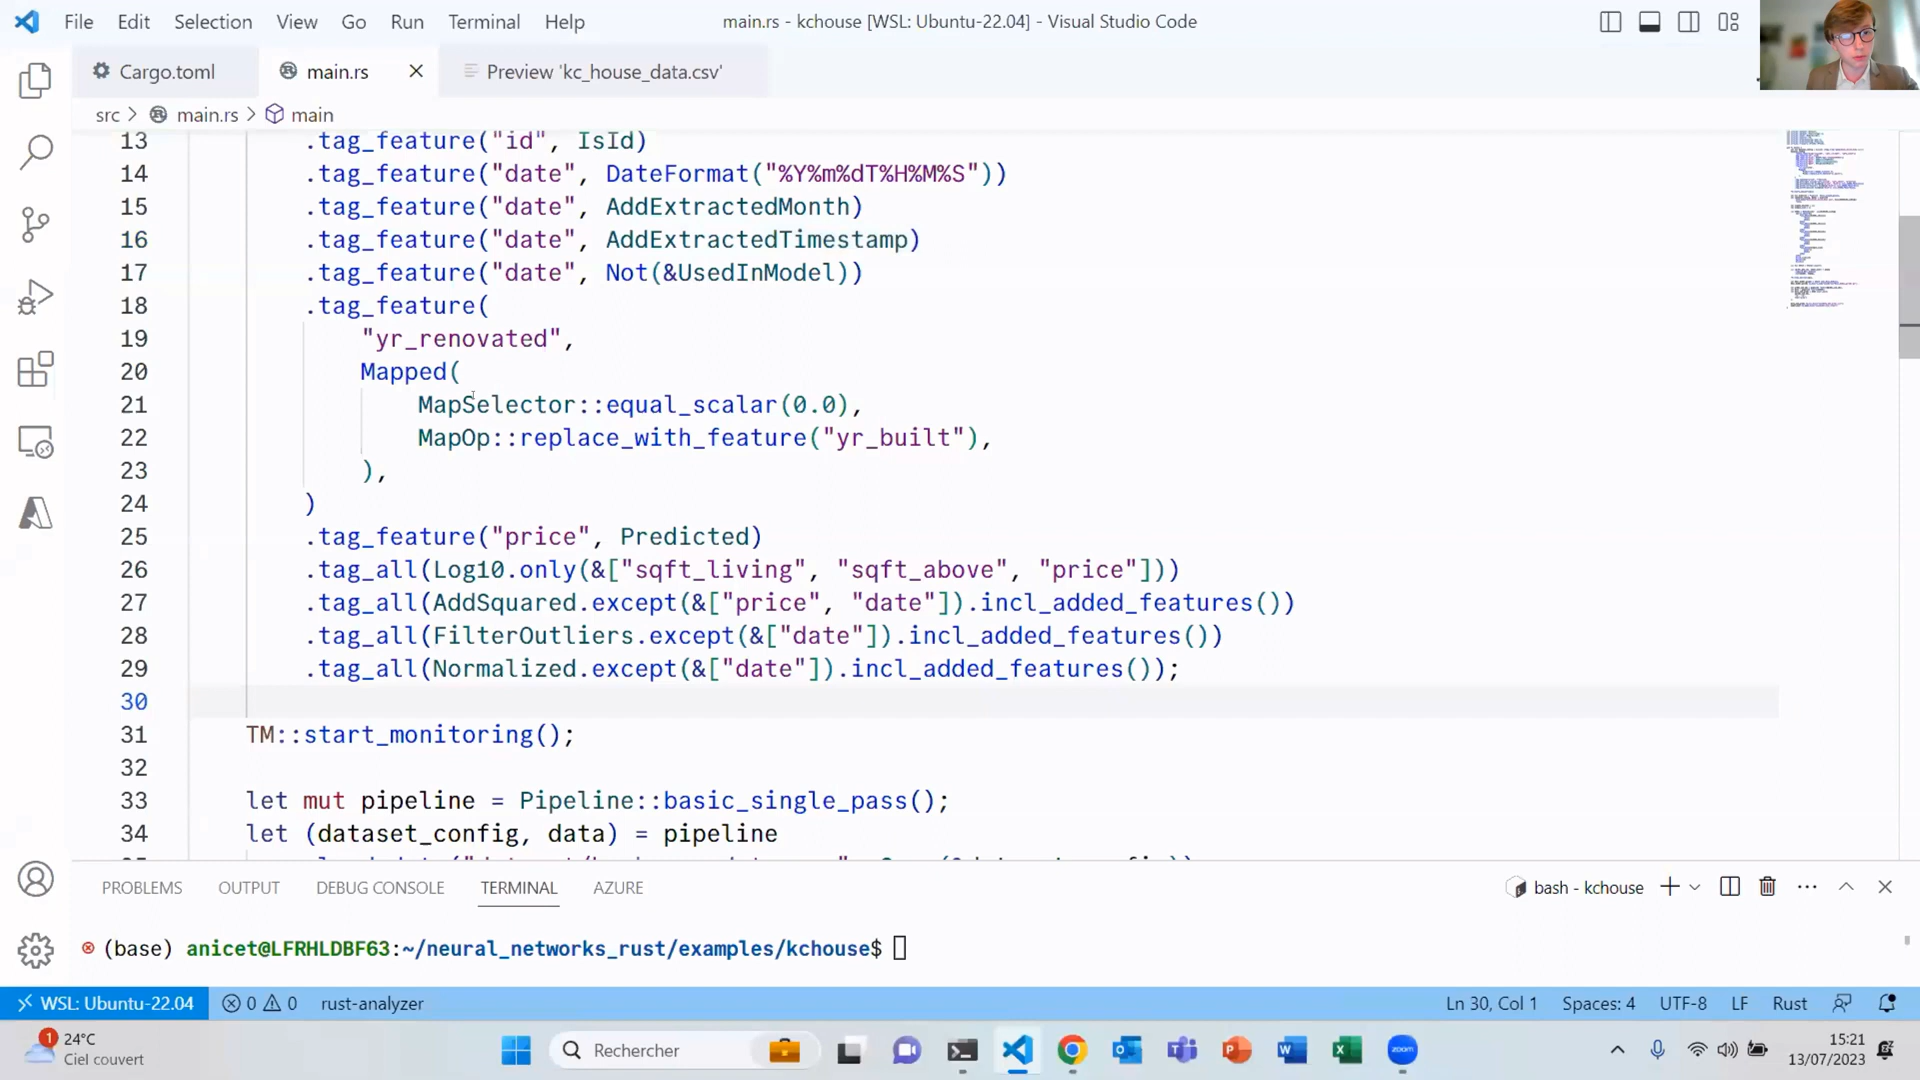 File Edit Selection View Go Run Terminal Help
main.rs - kchouse [WSL: Ubuntu-22.04] - Visual Studio Code
Cargo.toml main.rs Preview 'kc_house_data.csv'
src > main.rs > main
13 .tag_feature("id", IsId)
14 .tag_feature("date", DateFormat("%Y%m%dT%H%M%S"))
15 .tag_feature("date", AddExtractedMonth)
16 .tag_feature("date", AddExtractedTimestamp)
17 .tag_feature("date", Not(&UsedInModel))
18 .tag_feature(
19 "yr_renovated",
20 Mapped(
21 MapSelector::equal_scalar(0.0),
22 MapOp::replace_with_feature("yr_built"),
23 ),
24 )
25 .tag_feature("price", Predicted)
26 .tag_all(Log10.only(&["sqft_living", "sqft_above", "price"]))
27 .tag_all(AddSquared.except(&["price", "date"]).incl_added_features())
28 .tag_all(FilterOutliers.except(&["date"]).incl_added_features())
29 .tag_all(Normalized.except(&["date"]).incl_added_features());
30
31 TM::start_monitoring();
32
33 let mut pipeline = Pipeline::basic_single_pass();
34 let (dataset_config, data) = pipeline
PROBLEMS OUTPUT DEBUG CONSOLE TERMINAL AZURE
bash - kchouse
(base) anicet@LFRHLDBF63:~/neural_networks_rust/examples/kchouse$
WSL: Ubuntu-22.04 0 0 rust-analyzer
Ln 30, Col 1 Spaces: 4 UTF-8 LF Rust
1 24°C
Ciel couvert
Rechercher
zoom
15:21
13/07/2023